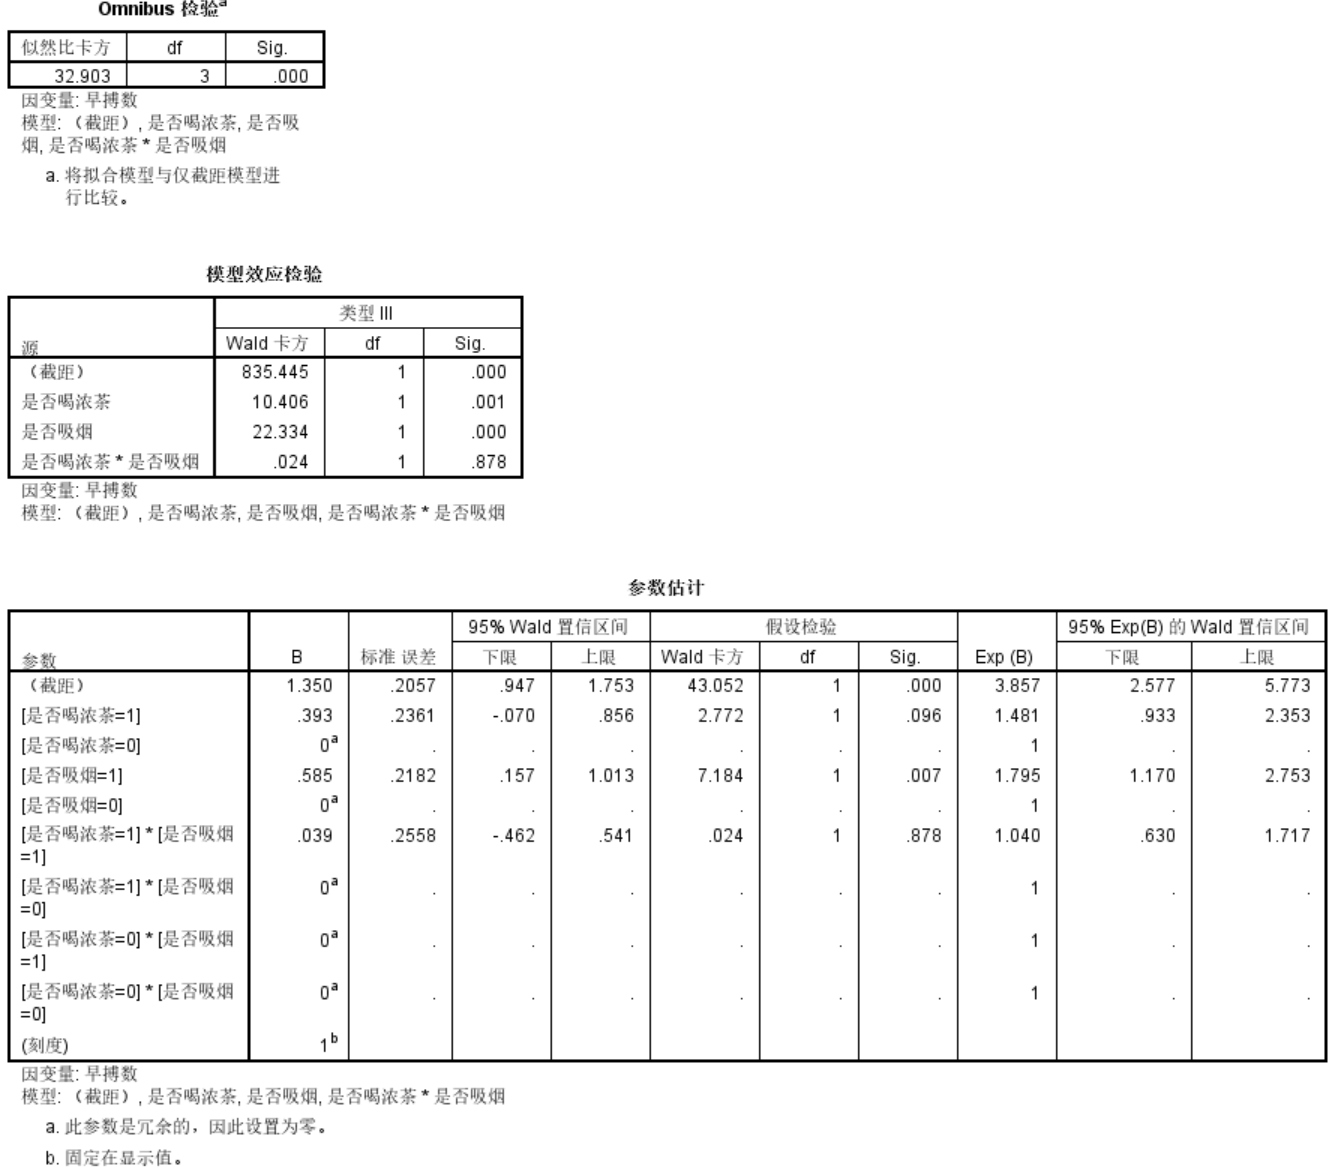 Omnibus 检验a
似然比卡方 df Sig.
32.903 3 .000
因变量: 早搏数
模型: （截距）, 是否喝浓茶, 是否吸
烟, 是否喝浓茶 * 是否吸烟
a. 将拟合模型与仅截距模型进
行比较。
模型效应检验
源 类型 III
Wald 卡方 df Sig.
（截距） 835.445 1 .000
是否喝浓茶 10.406 1 .001
是否吸烟 22.334 1 .000
是否喝浓茶 * 是否吸烟 .024 1 .878
因变量: 早搏数
模型: （截距）, 是否喝浓茶, 是否吸烟, 是否喝浓茶 * 是否吸烟
参数估计
95% Wald 置信区间 假设检验 95% Exp(B) 的 Wald 置信区间
参数 B 标准 误差 下限 上限 Wald 卡方 df Sig. Exp (B) 下限 上限
（截距） 1.350 .2057 .947 1.753 43.052 1 .000 3.857 2.577 5.773
[是否喝浓茶=1] .393 .2361 -.070 .856 2.772 1 .096 1.481 .933 2.353
[是否喝浓茶=0] 0a . . . . . . 1 . .
[是否吸烟=1] .585 .2182 .157 1.013 7.184 1 .007 1.795 1.170 2.753
[是否吸烟=0] 0a . . . . . . 1 . .
[是否喝浓茶=1] * [是否吸烟 .039 .2558 -.462 .541 .024 1 .878 1.040 .630 1.717
=1]
[是否喝浓茶=1] * [是否吸烟 0a . . . . . . 1 . .
=0]
[是否喝浓茶=0] * [是否吸烟 0a . . . . . . 1 . .
=1]
[是否喝浓茶=0] * [是否吸烟 0a . . . . . . 1 . .
=0]
(刻度) 1b
因变量: 早搏数
模型: （截距）, 是否喝浓茶, 是否吸烟, 是否喝浓茶 * 是否吸烟
a. 此参数是冗余的，因此设置为零。
b. 固定在显示值。